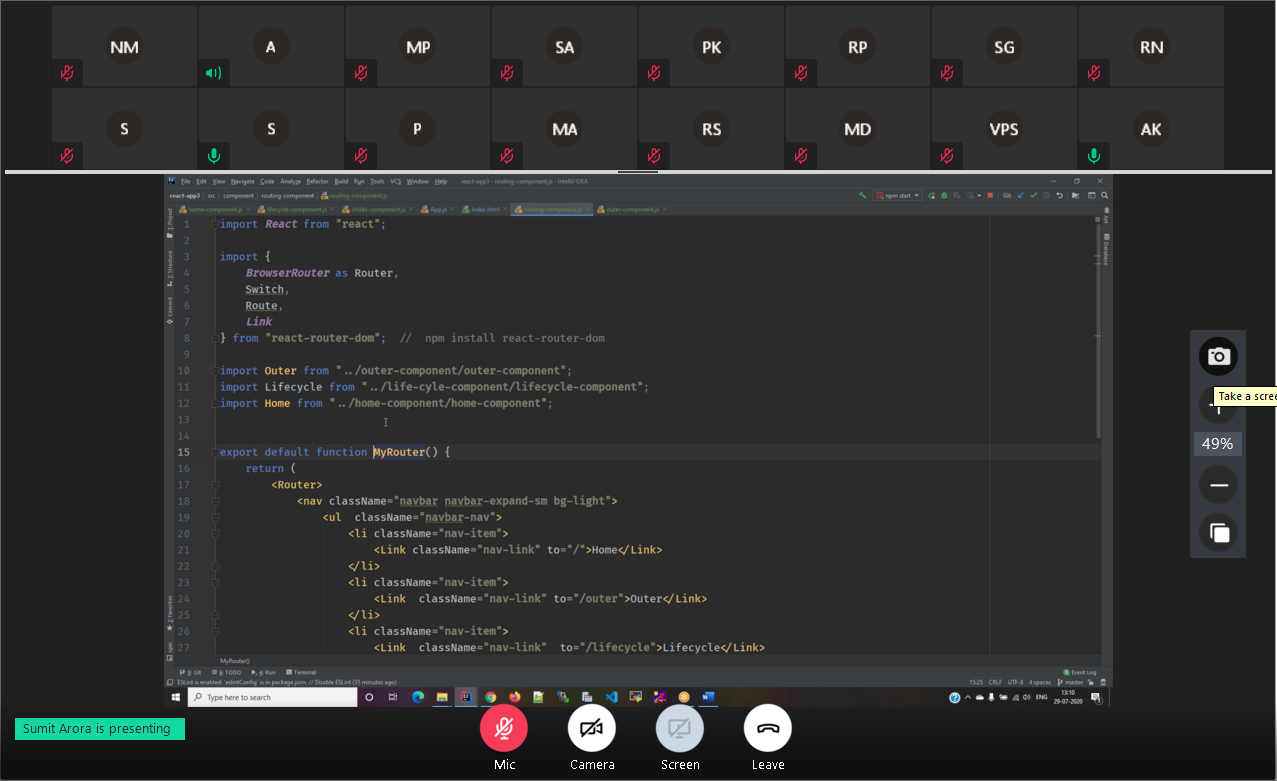 NM A MP SA PK RP SG RN
S S P MA RS MD VPS AK
File Edit View Navigate Code Analyze Refactor Build Run Tools VCS Window Help react-app3 - routing-component.js - IntelliJ IDEA
react-app3 src component routing-component routing-component.js npm start Git:
home-component.js lifecycle-component.js childa-component.js App.js index.html routing-component.js outer-component.js
1 import React from "react";
2
3 import {
4 BrowserRouter as Router,
5 Switch,
6 Route,
7 Link
8 } from "react-router-dom"; // npm install react-router-dom
9
10 import Outer from "../outer-component/outer-component";
11 import Lifecycle from "../life-cyle-component/lifecycle-component";
12 import Home from "../home-component/home-component";
13
14
15 export default function MyRouter() {
16 return (
17 <Router>
18 <nav className="navbar navbar-expand-sm bg-light">
19 <ul className="navbar-nav">
20 <li className="nav-item">
21 <Link className="nav-link" to="/">Home</Link>
22 </li>
23 <li className="nav-item">
24 <Link className="nav-link" to="/outer">Outer</Link>
25 </li>
26 <li className="nav-item">
27 <Link className="nav-link" to="/lifecycle">Lifecycle</Link>
Take a scree
49%
MyRouter()
9: Git 6: TODO 4: Run Terminal Event Log
ESLint is enabled: 'eslintConfig' is in package.json. // Disable ESLint (33 minutes ago) 15:25 CRLF UTF-8 4 spaces master
Type here to search ENG 13:10
29-07-2020
Sumit Arora is presenting
Mic Camera Screen Leave